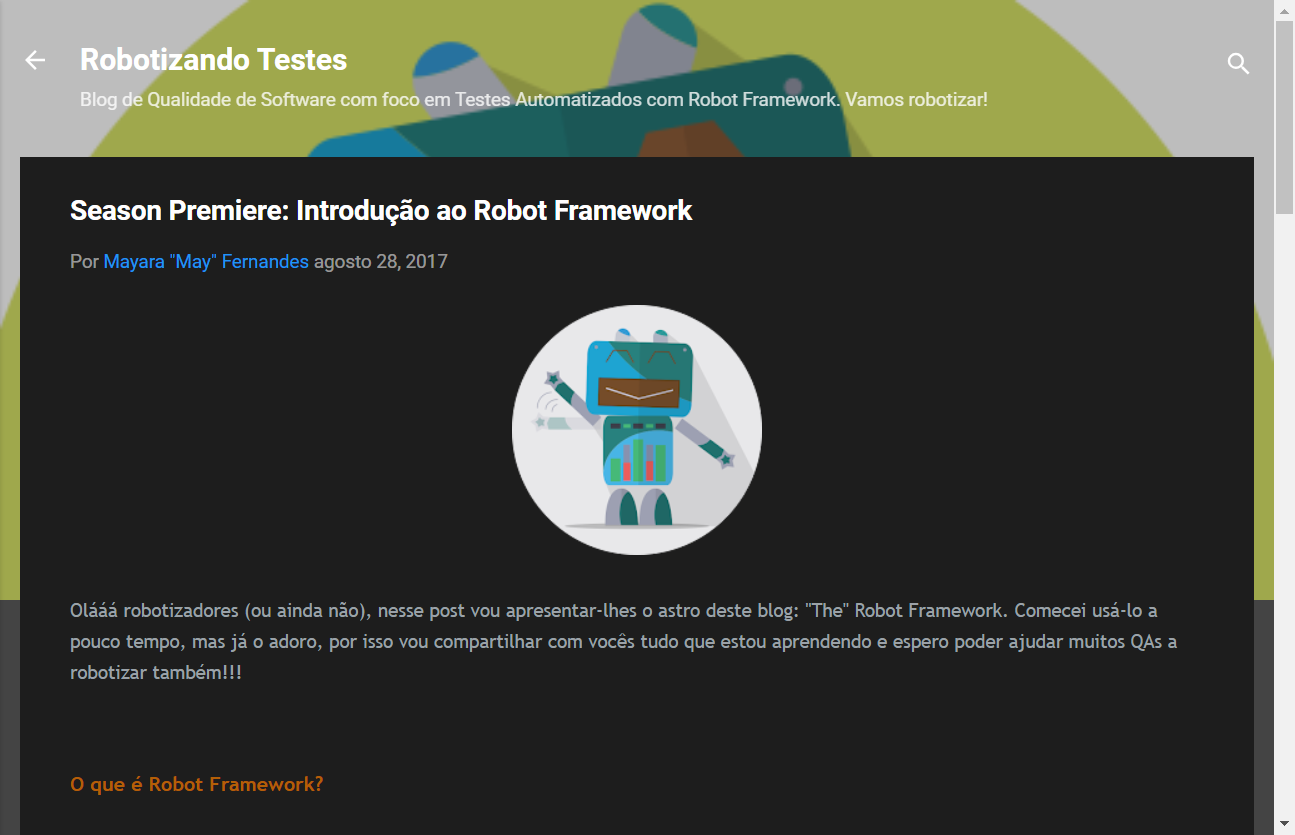 Robotizando Testes
Blog de Qualidade de Software com foco em Testes Automatizados com Robot Framework. Vamos robotizar!
Season Premiere: Introdução ao Robot Framework
Por Mayara "May" Fernandes agosto 28, 2017
Olááá robotizadores (ou ainda não), nesse post vou apresentar-lhes o astro deste blog: "The" Robot Framework. Comecei usá-lo a
pouco tempo, mas já o adoro, por isso vou compartilhar com vocês tudo que estou aprendendo e espero poder ajudar muitos QAs a
robotizar também!!!
O que é Robot Framework?